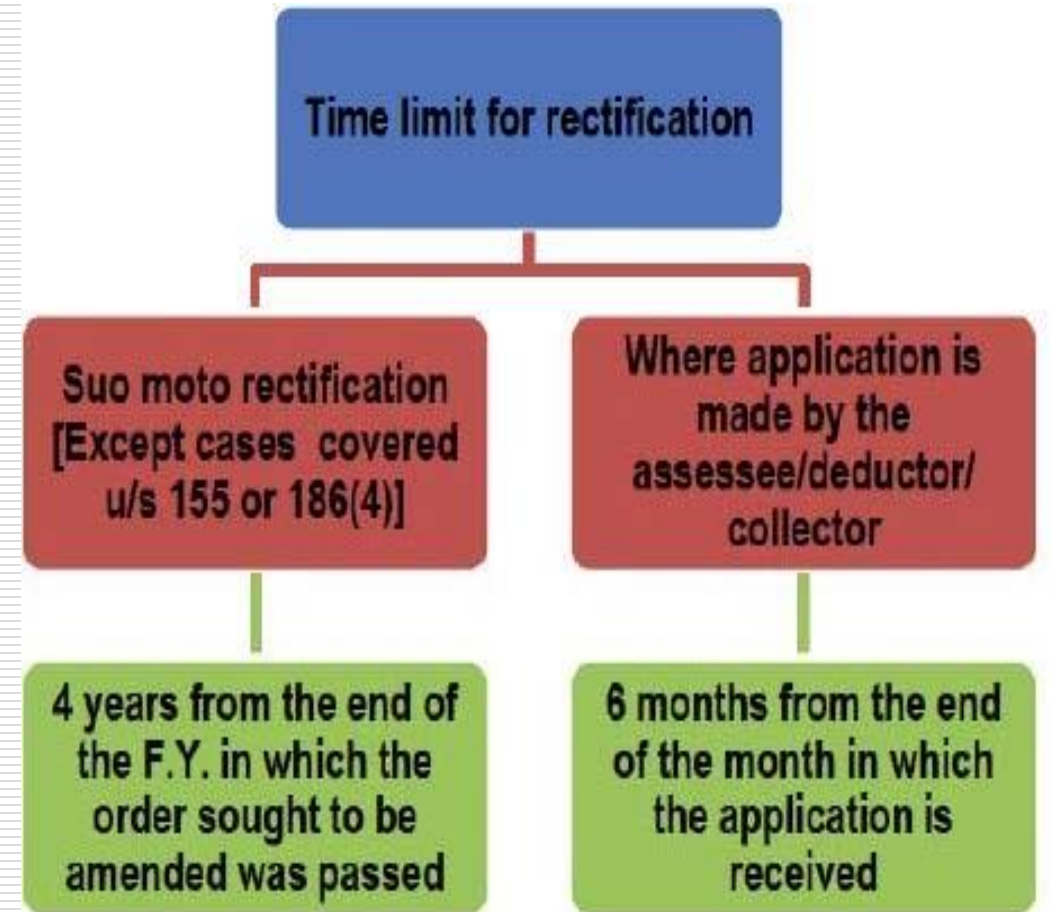 Time limit for rectification
Suo moto rectification
[Except cases covered
u/s 155 or 186(4)]
Where application is
made by the
assessee/deductor/
collector
4 years from the end of
the F.Y. in which the
order sought to be
amended was passed
6 months from the end
of the month in which
the application is
received